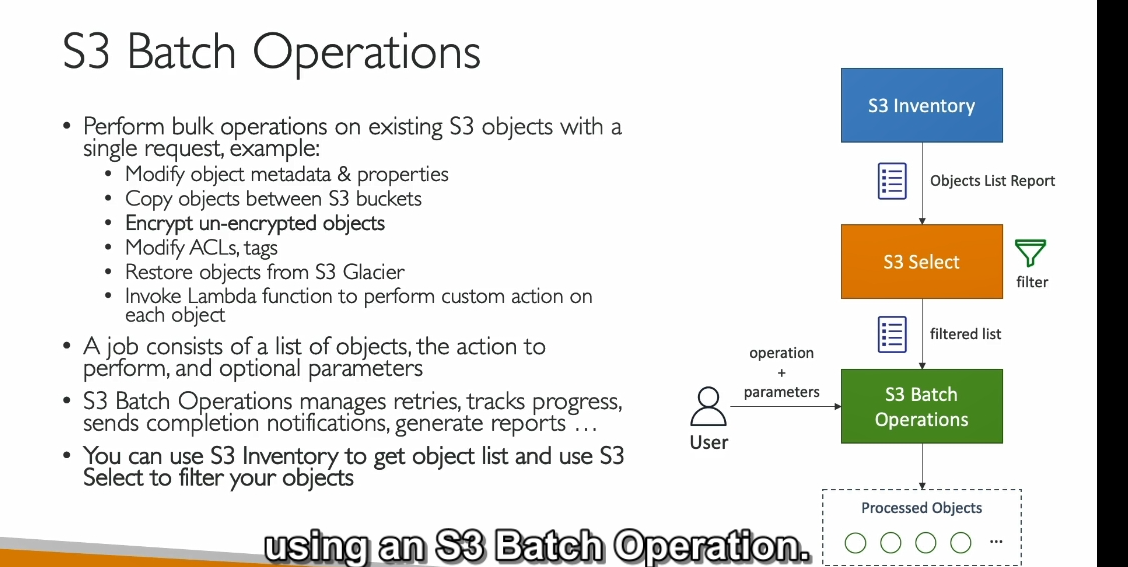 S3 Batch Operations
• Perform bulk operations on existing S3 objects with a
single request, example:
• Modify object metadata & properties
• Copy objects between S3 buckets
• Encrypt un-encrypted objects
• Modify ACLs, tags
• Restore objects from S3 Glacier
• Invoke Lambda function to perform custom action on
each object
• A job consists of a list of objects, the action to
perform, and optional parameters
• S3 Batch Operations manages retries, tracks progress,
sends completion notifications, generate reports …
• You can use S3 Inventory to get object list and use S3
Select to filter your objects
S3 Inventory
Objects List Report
S3 Select
filter
filtered list
operation
+
parameters
User
S3 Batch
Operations
Processed Objects
...
using an S3 Batch Operation.